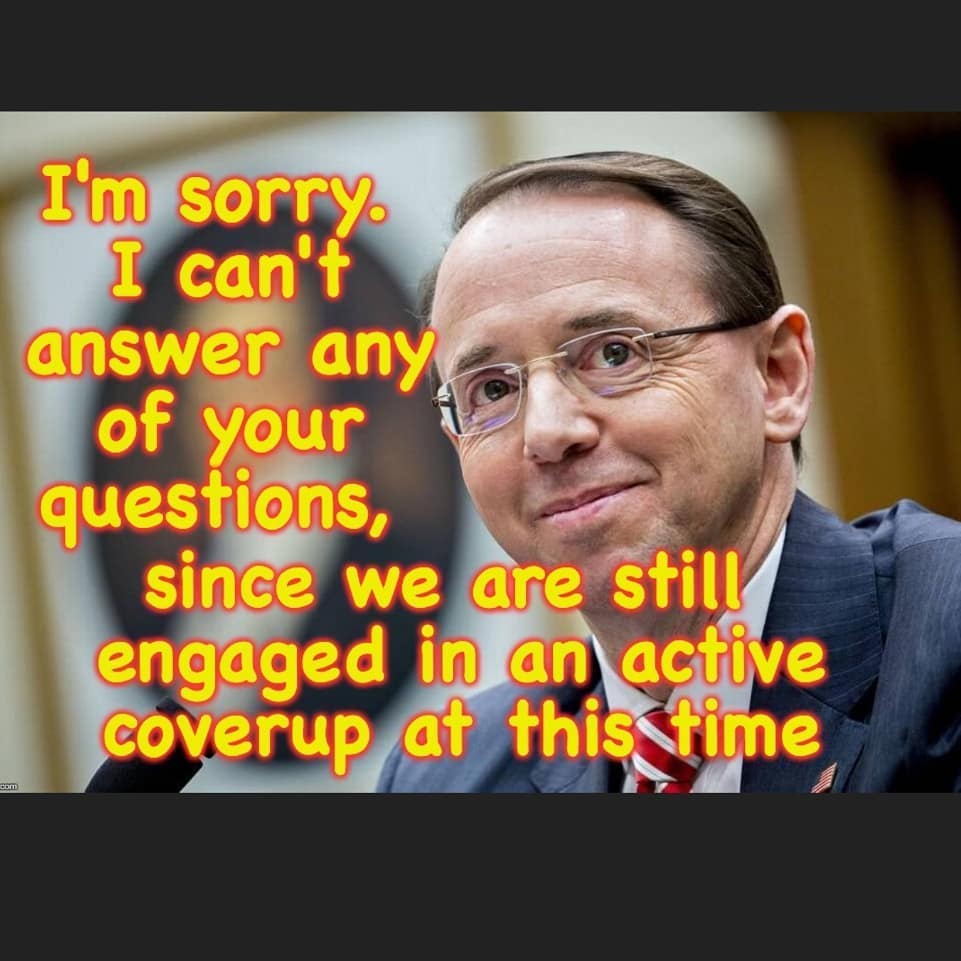 I'm sorry.
I can't
answer any
of your
questions,
since we are still
engaged in an active
coverup at this time
com